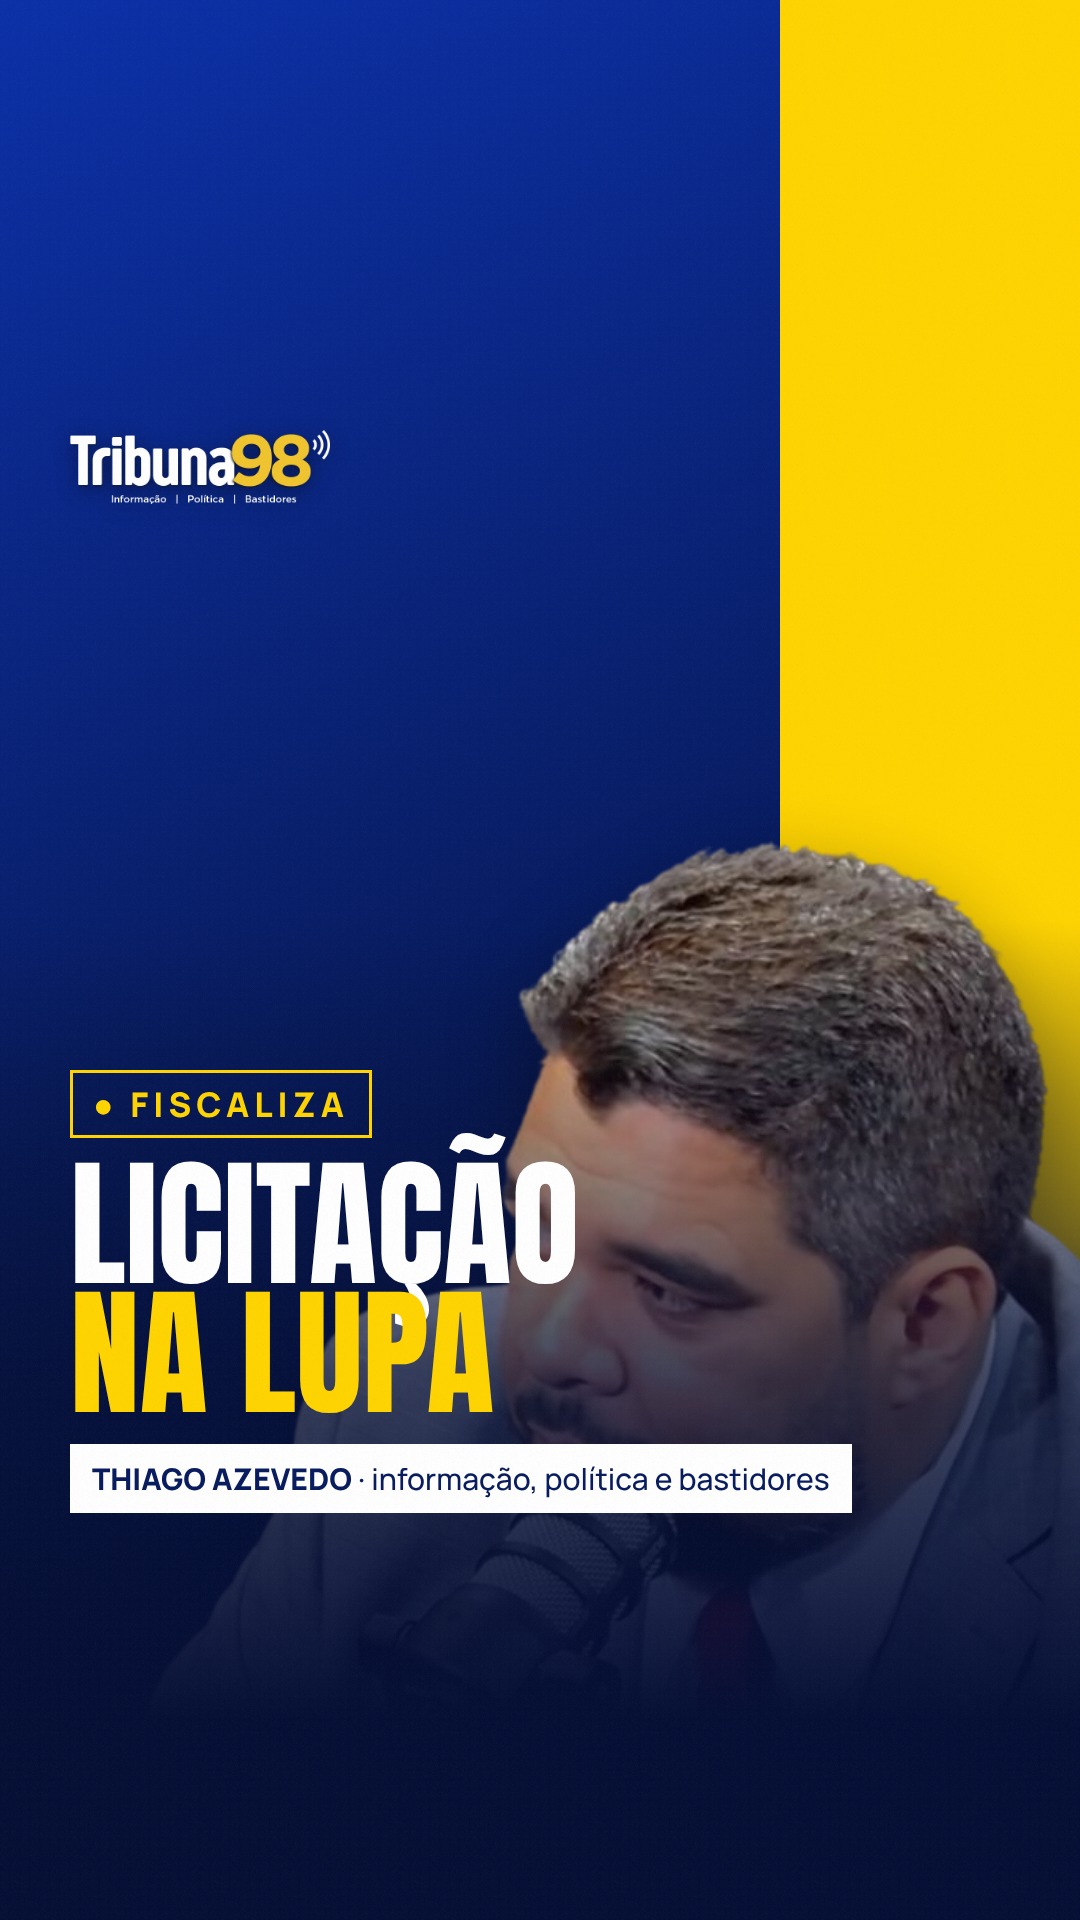 Tribuna98
Informação | Política | Bastidores
• FISCALIZA
LICITAÇÃO
NA LUPA
THIAGO AZEVEDO · informação, política e bastidores